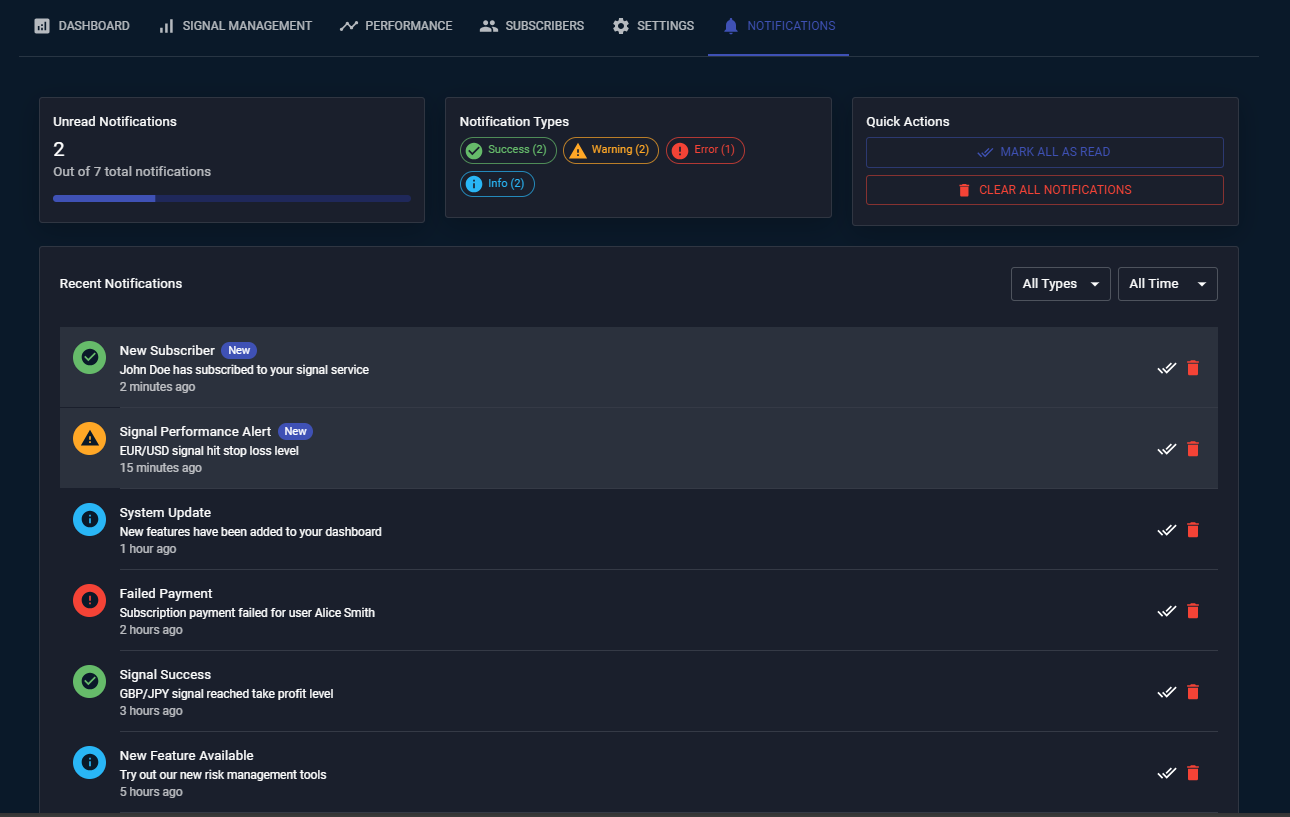 DASHBOARD SIGNAL MANAGEMENT PERFORMANCE SUBSCRIBERS SETTINGS NOTIFICATIONS
Unread Notifications
2
Out of 7 total notifications
Notification Types
Success (2) Warning (2) Error (1)
Info (2)
Quick Actions
MARK ALL AS READ
CLEAR ALL NOTIFICATIONS
Recent Notifications All Types All Time
New Subscriber New
John Doe has subscribed to your signal service
2 minutes ago
Signal Performance Alert New
EUR/USD signal hit stop loss level
15 minutes ago
System Update
New features have been added to your dashboard
1 hour ago
Failed Payment
Subscription payment failed for user Alice Smith
2 hours ago
Signal Success
GBP/JPY signal reached take profit level
3 hours ago
New Feature Available
Try out our new risk management tools
5 hours ago